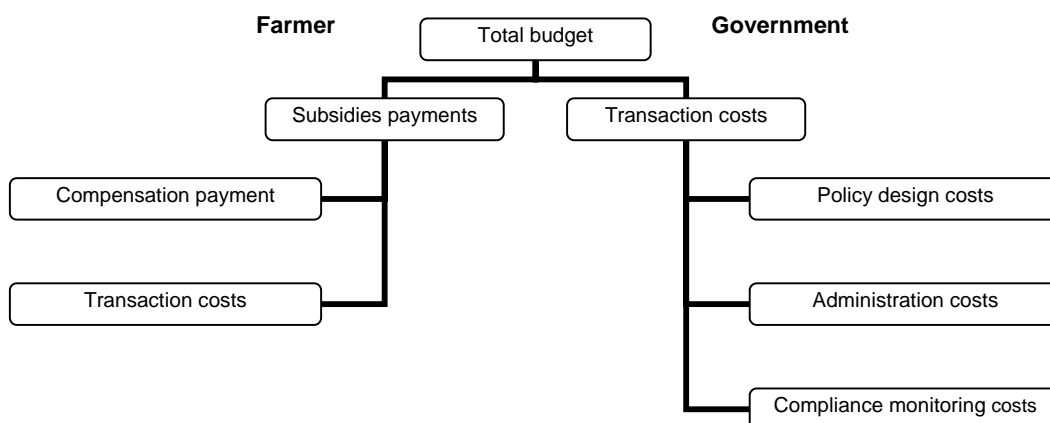 Farmer
Total budget
Government
Subsidies payments
Transaction costs
Compensation payment
Policy design costs
Transaction costs
Administration costs
Compliance monitoring costs